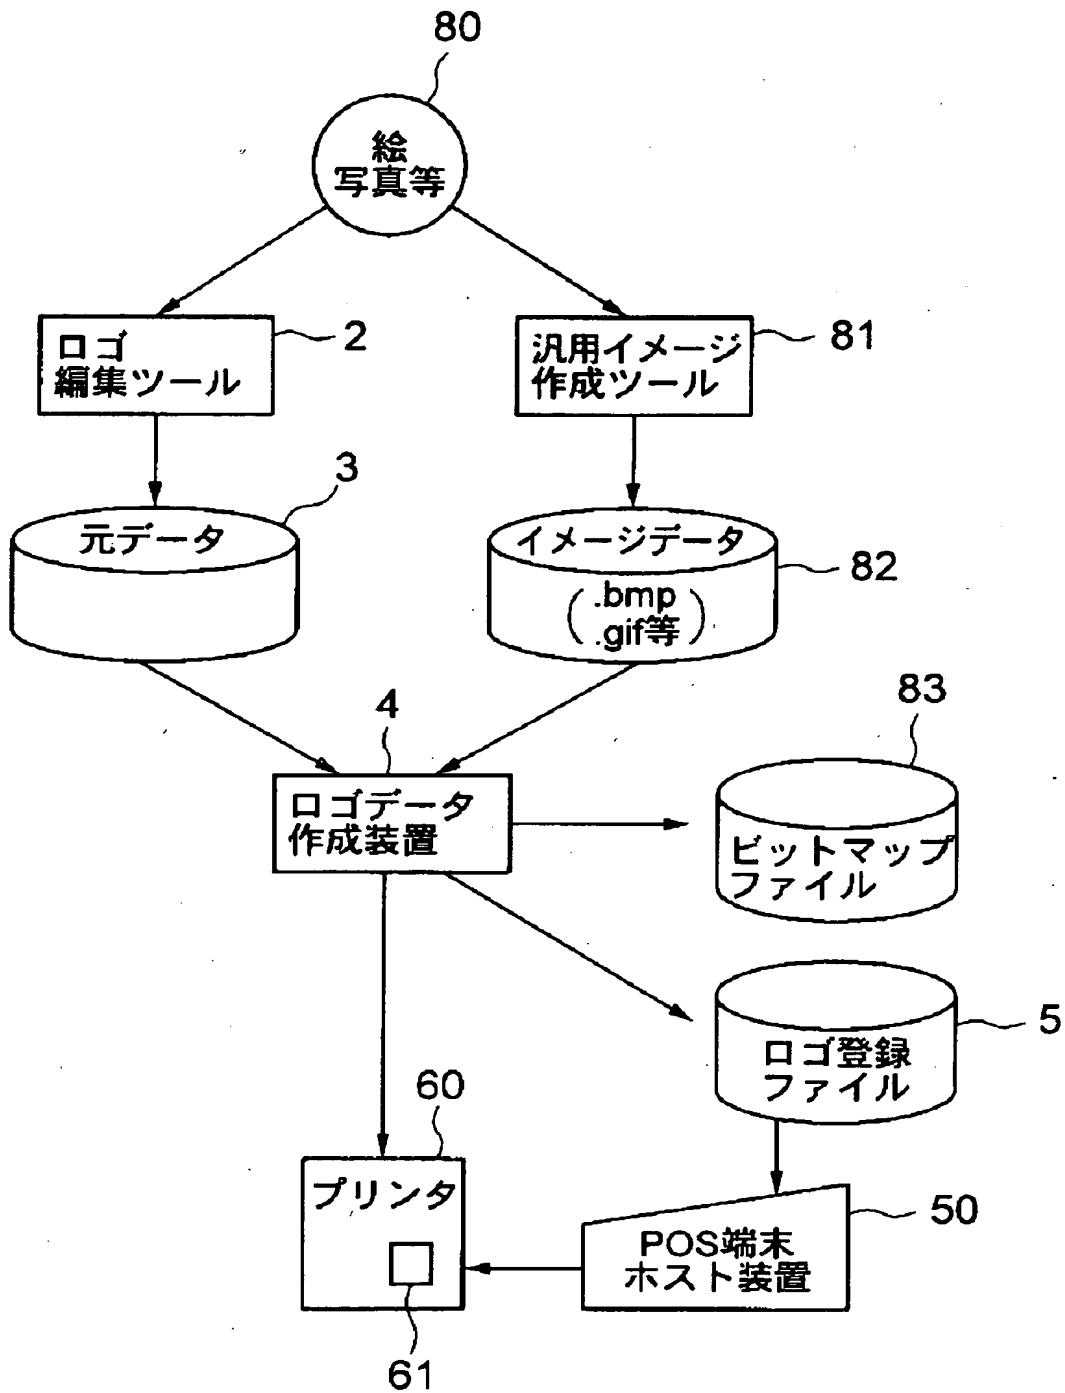 80
絵
写真等
ロゴ
編集ツール
2
汎用イメージ
作成ツール
81
3
元データ
イメージデータ
.bmp
.gif等
82
4
ロゴデータ
作成装置
83
ビットマップ
ファイル
ロゴ登録
ファイル
5
60
プリンタ
61
POS端末
ホスト装置
50